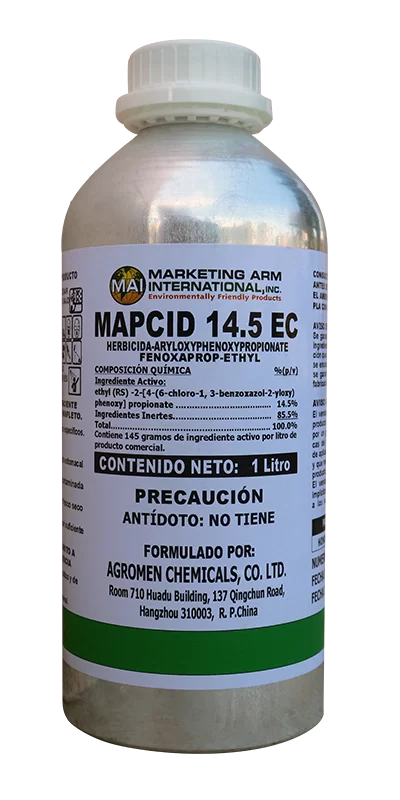 MAI
MARKETING ARM
INTERNATIONAL, INC.
Environmentally Friendly Products
MAPCID 14.5 EC
HERBICIDA-ARYLOXYPHENOXYPROPIONATE
FENOXAPROP-ETHYL
COMPOSICIÓN QUÍMICA %(p/v)
Ingrediente Activo:
ethyl (RS) -2-[4-(6-chloro-1, 3-benzoxazol-2-yloxy)
phenoxy] propionate ........................ 14.5%
Ingredientes Inertes........................ 85.5%
Total........................ 100.0%
Contiene 145 gramos de ingrediente activo por litro de
producto comercial.
CONTENIDO NETO: 1 Litro
PRECAUCIÓN
ANTÍDOTO: NO TIENE
FORMULADO POR:
AGROMEN CHEMICALS, CO. LTD.
Room 710 Huadu Building, 137 Qingchun Road,
Hangzhou 310003, R. P.China